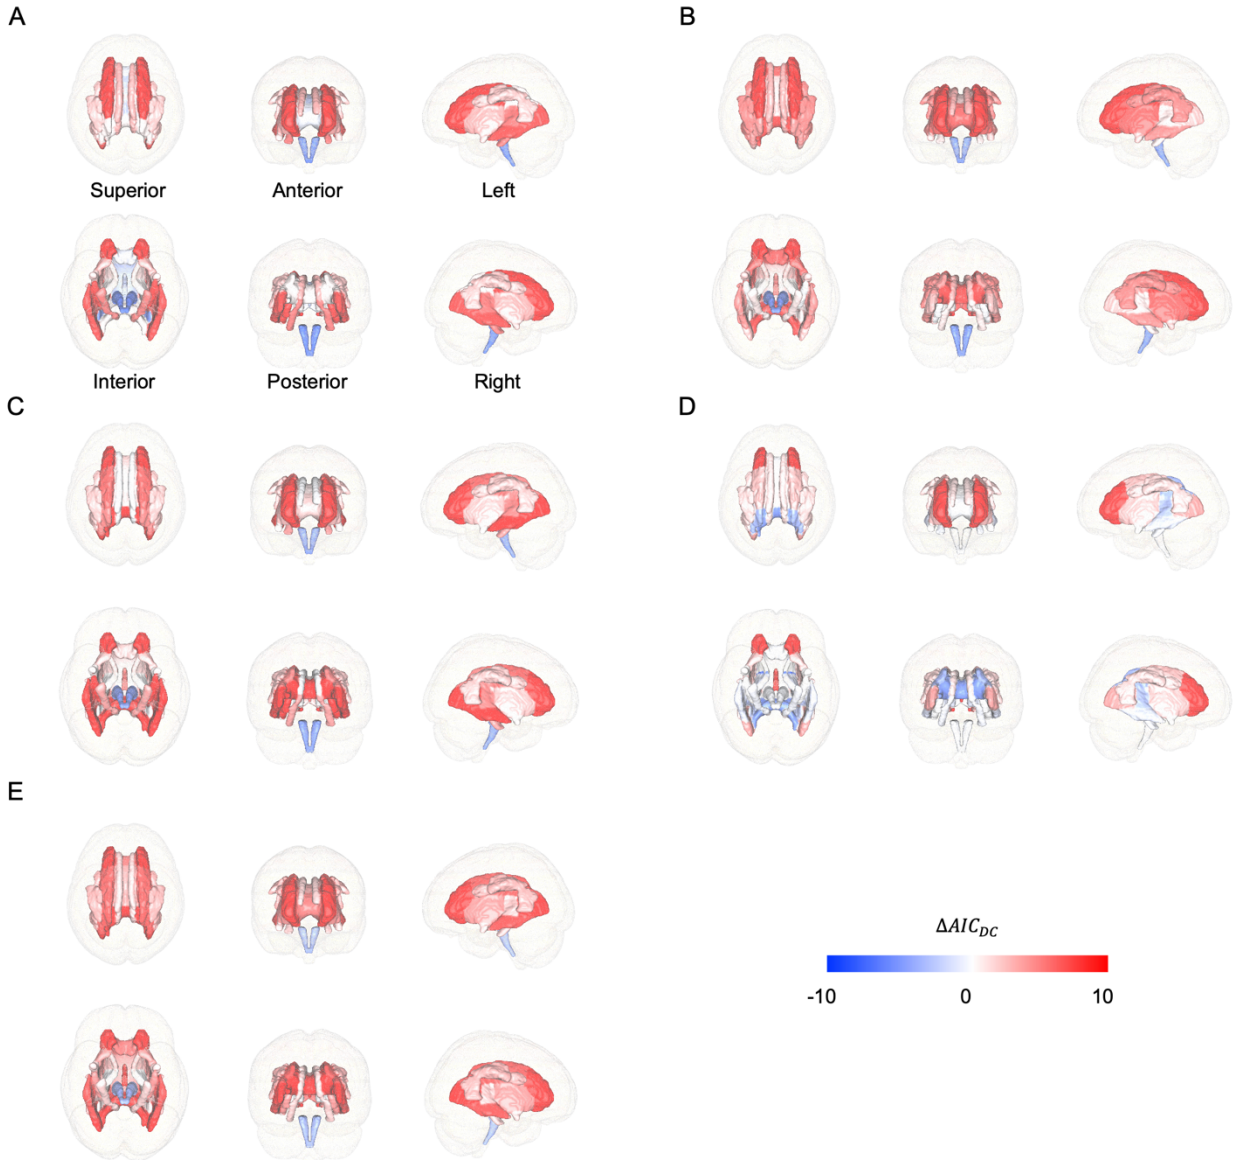 A
B
Superior
Anterior
Left
Interior
Posterior
Right
C
D
E
ΔAIC_DC
-10
0
10